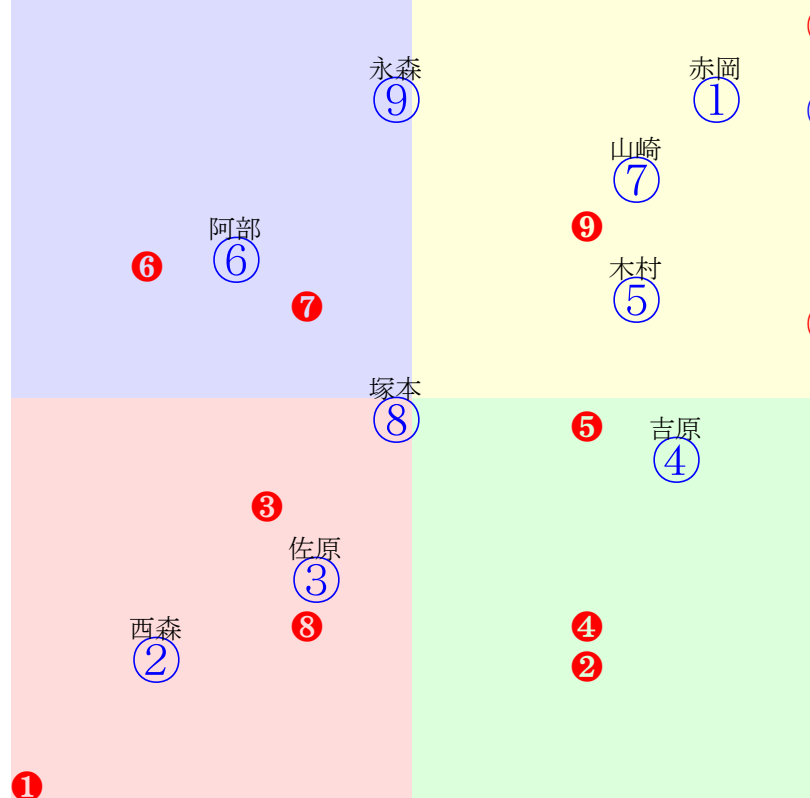 永森
⑨
赤岡
①
山崎
⑦
❾
阿部
⑥
❻
木村
⑤
❼
塚本
⑧
❺
吉原
④
❸
佐原
③
❽
❹
西森
②
❷
❶